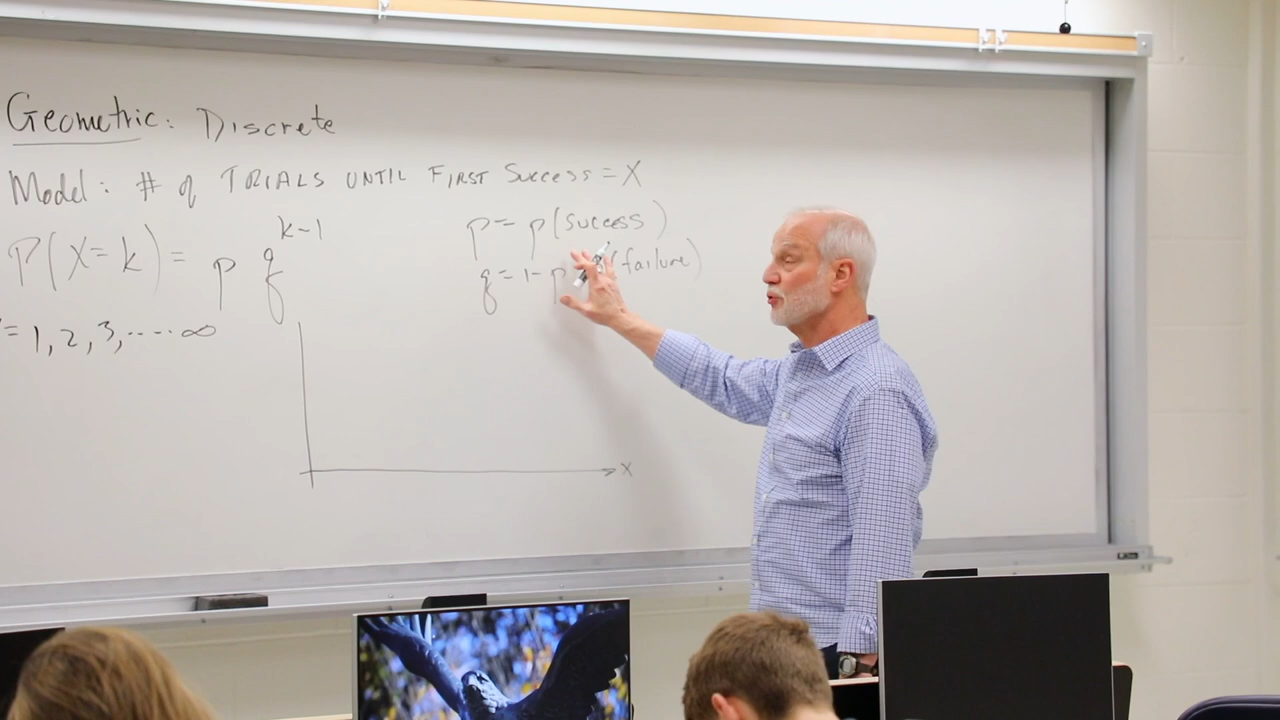 Geometric: Discrete
Model: # of TRIALS UNTIL FIRST SUCCESS = X
P(X=k) = p q^k-1
p = p(success)
q = 1-p = (failure)
= 1, 2, 3, ..... ∞
X